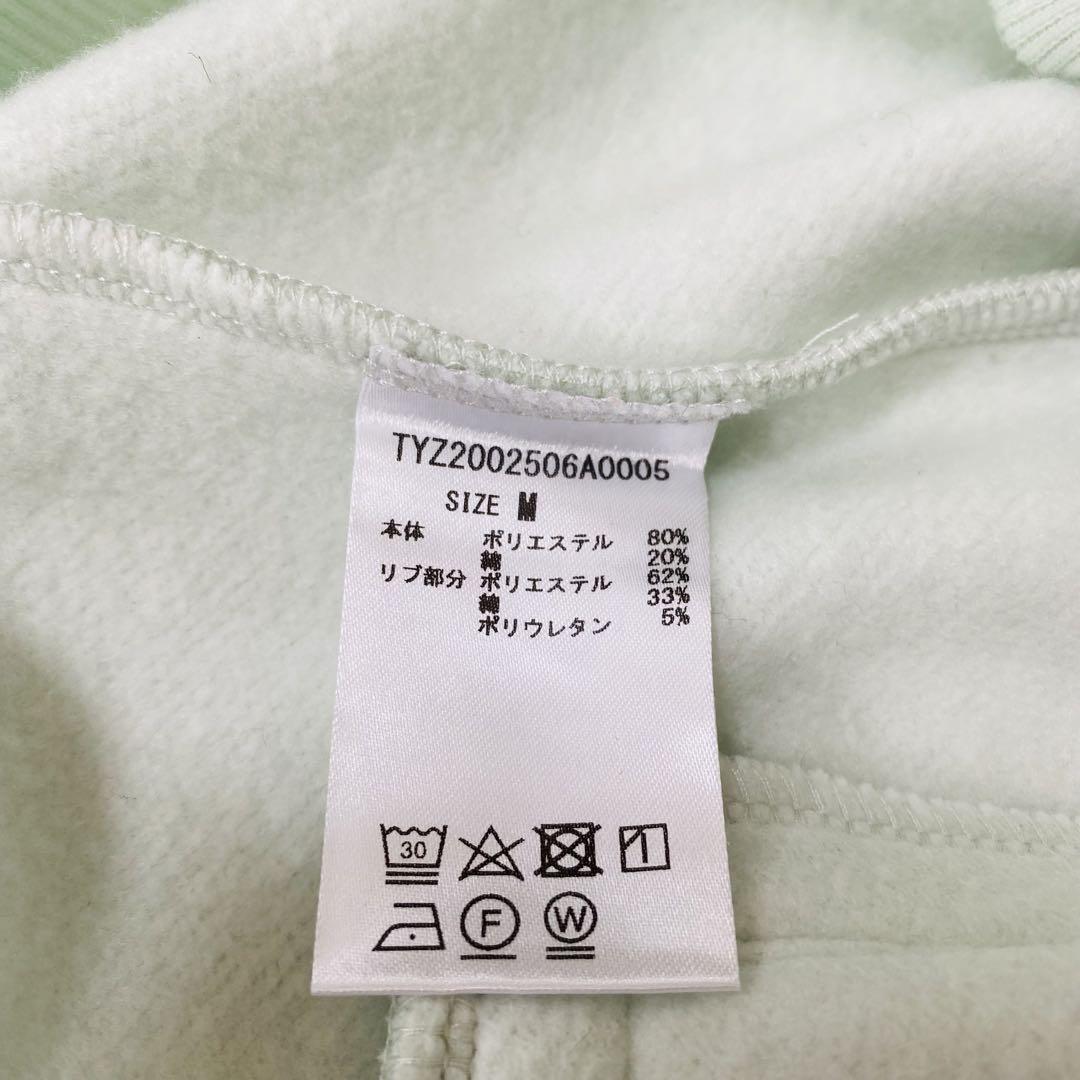 TYZ2002506A0005
SIZE M
本体 ポリエステル 80%
綿 20%
リブ部分 ポリエステル 62%
綿 33%
ポリウレタン 5%
30
F W